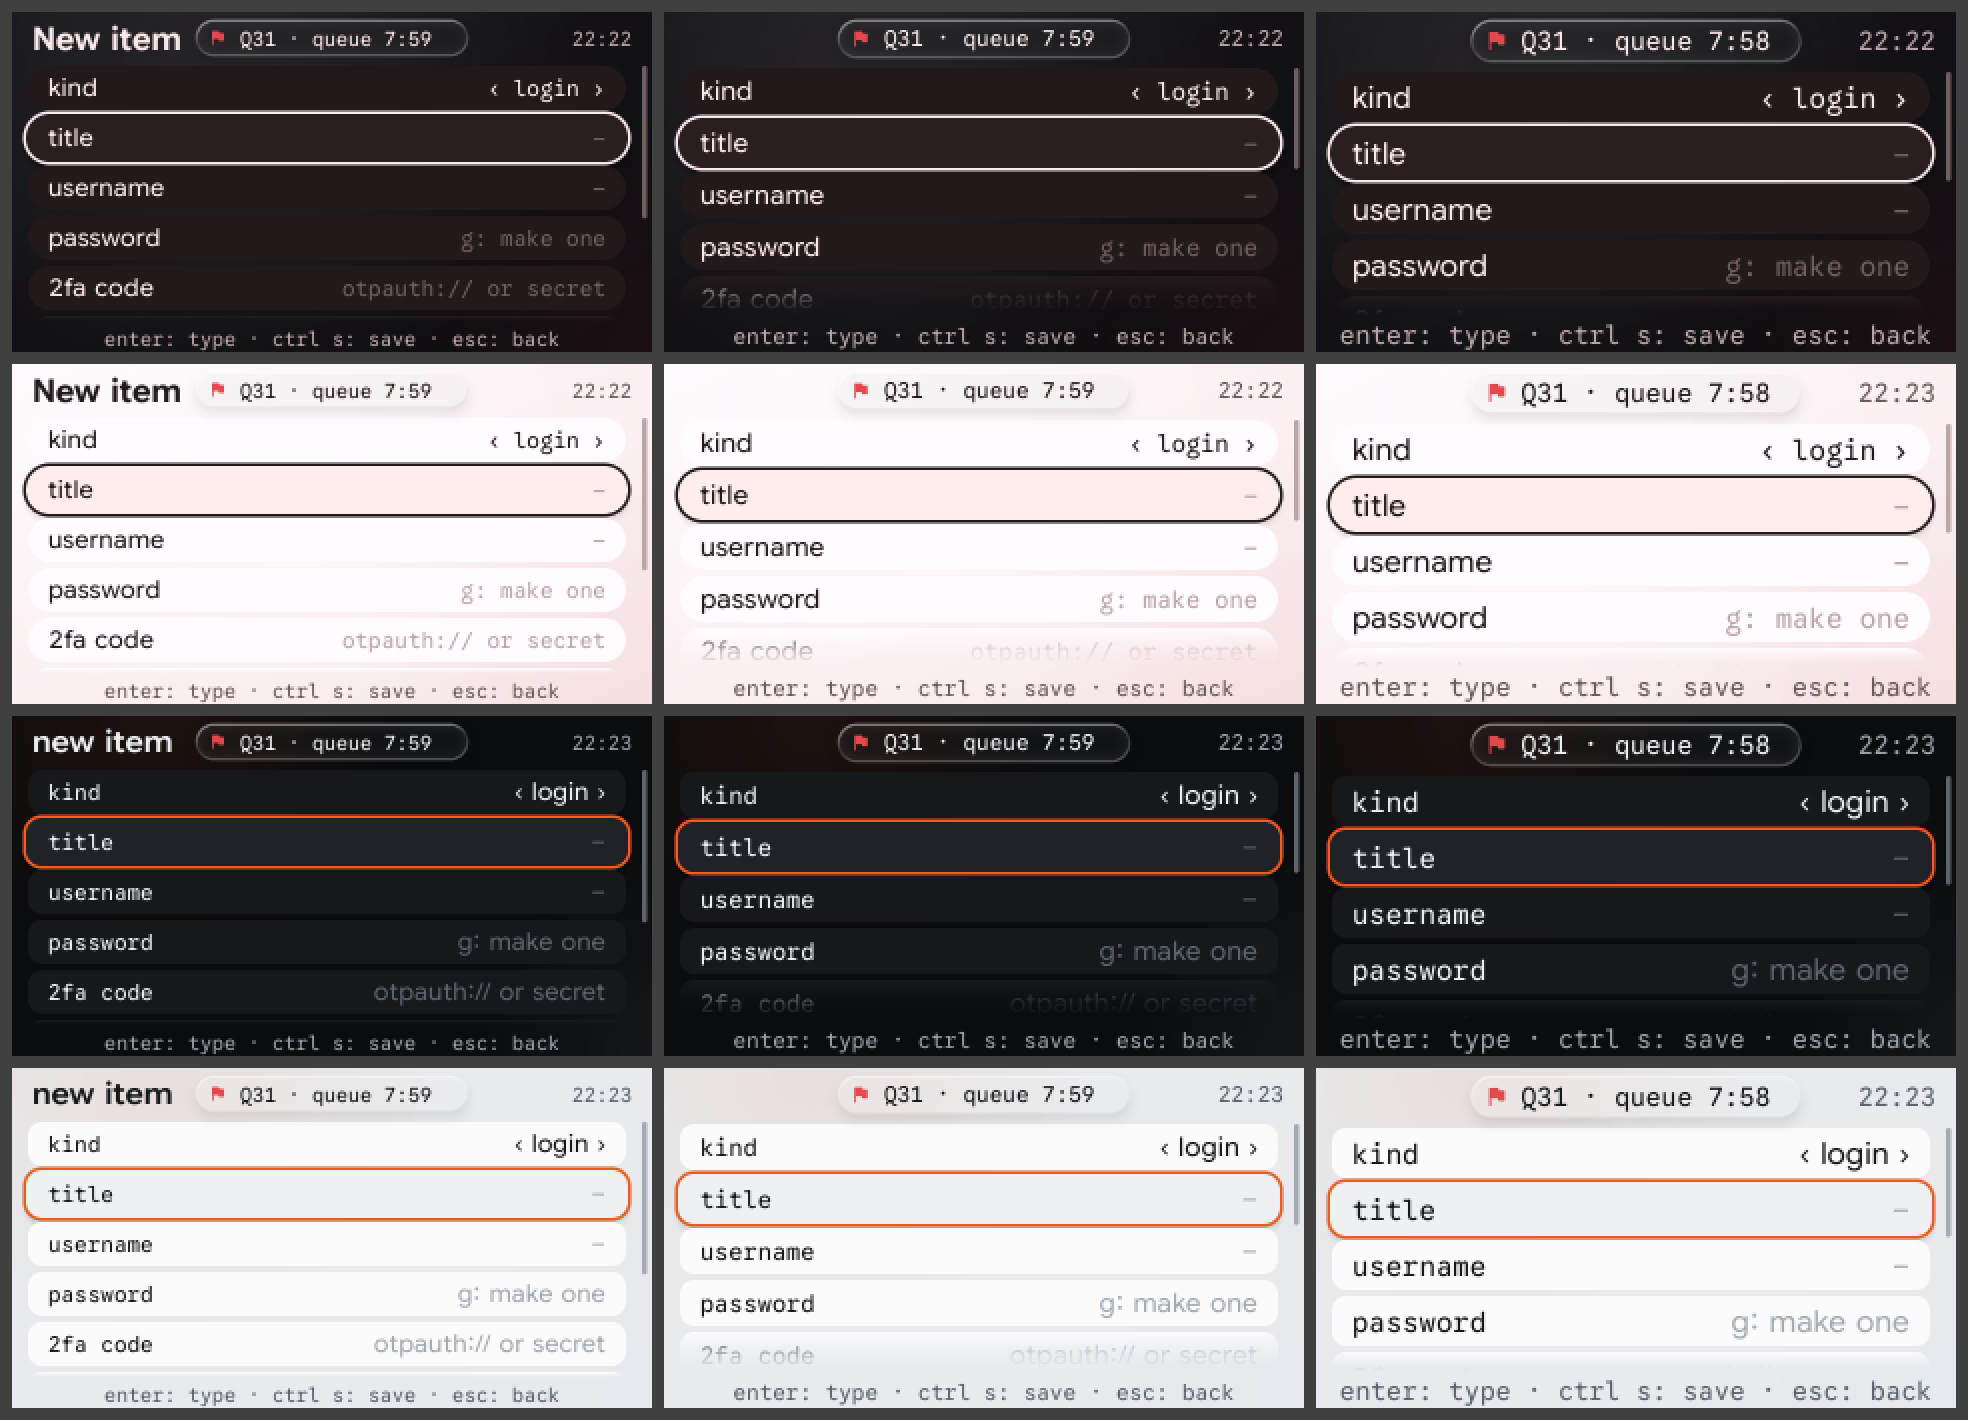 New item Q31 · queue 7:59 22:22
kind ‹ login ›
title –
username –
password g: make one
2fa code otpauth:// or secret
enter: type · ctrl s: save · esc: back
Q31 · queue 7:59 22:22
kind ‹ login ›
title –
username –
password g: make one
2fa code otpauth:// or secret
enter: type · ctrl s: save · esc: back
Q31 · queue 7:58 22:22
kind ‹ login ›
title –
username –
password g: make one
enter: type · ctrl s: save · esc: back
New item Q31 · queue 7:59 22:22
kind ‹ login ›
title –
username –
password g: make one
2fa code otpauth:// or secret
enter: type · ctrl s: save · esc: back
Q31 · queue 7:59 22:22
kind ‹ login ›
title –
username –
password g: make one
2fa code otpauth:// or secret
enter: type · ctrl s: save · esc: back
Q31 · queue 7:58 22:23
kind ‹ login ›
title –
username –
password g: make one
enter: type · ctrl s: save · esc: back
new item Q31 · queue 7:59 22:23
kind ‹ login ›
title –
username –
password g: make one
2fa code otpauth:// or secret
enter: type · ctrl s: save · esc: back
Q31 · queue 7:59 22:23
kind ‹ login ›
title –
username –
password g: make one
2fa code otpauth:// or secret
enter: type · ctrl s: save · esc: back
Q31 · queue 7:58 22:23
kind ‹ login ›
title –
username –
password g: make one
enter: type · ctrl s: save · esc: back
new item Q31 · queue 7:59 22:23
kind ‹ login ›
title –
username –
password g: make one
2fa code otpauth:// or secret
enter: type · ctrl s: save · esc: back
Q31 · queue 7:59 22:23
kind ‹ login ›
title –
username –
password g: make one
2fa code otpauth:// or secret
enter: type · ctrl s: save · esc: back
Q31 · queue 7:58 22:23
kind ‹ login ›
title –
username –
password g: make one
enter: type · ctrl s: save · esc: back